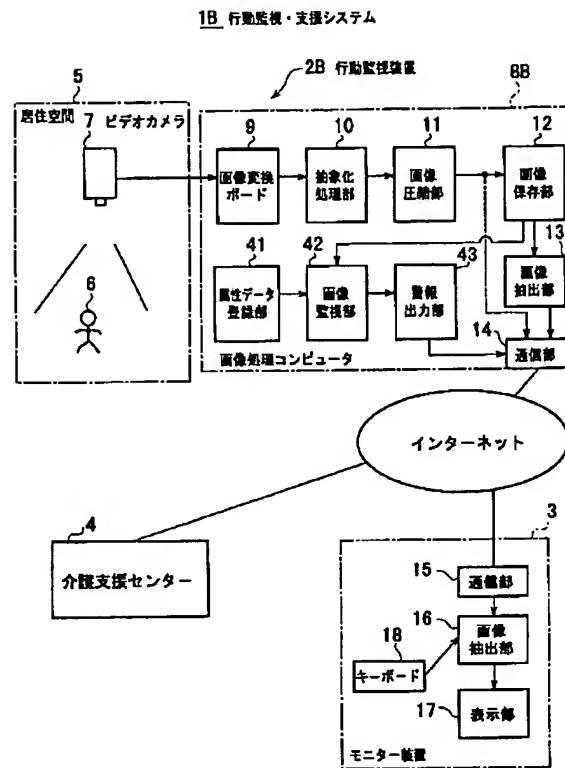 1B 行動監視・支援システム
2B 行動監視装置
8B
5
居住空間
7 ビデオカメラ
6
9
画像変換
ボード
10
抽象化
処理部
11
画像
圧縮部
12
画像
保存部
41
属性データ
登録部
42
画像
監視部
43
警報
出力部
13
画像
抽出部
14
通信部
画像処理コンピュータ
インターネット
4
介護支援センター
3
15
通信部
16
画像
抽出部
18
キーボード
17
表示部
モニター装置